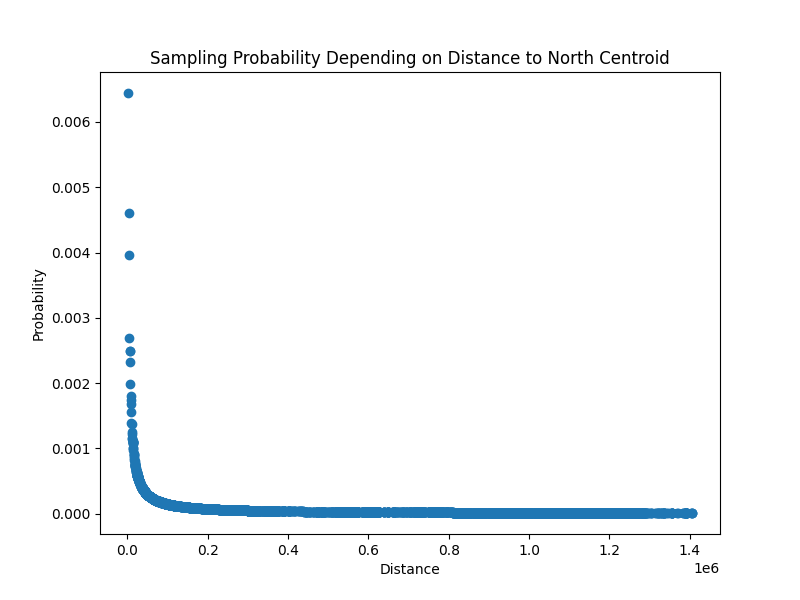 Sampling Probability Depending on Distance to North Centroid
0.006
0.005
0.004
0.003
0.002
0.001
0.000
Probability
0.0 0.2 0.4 0.6 0.8 1.0 1.2 1.4
1e6
Distance